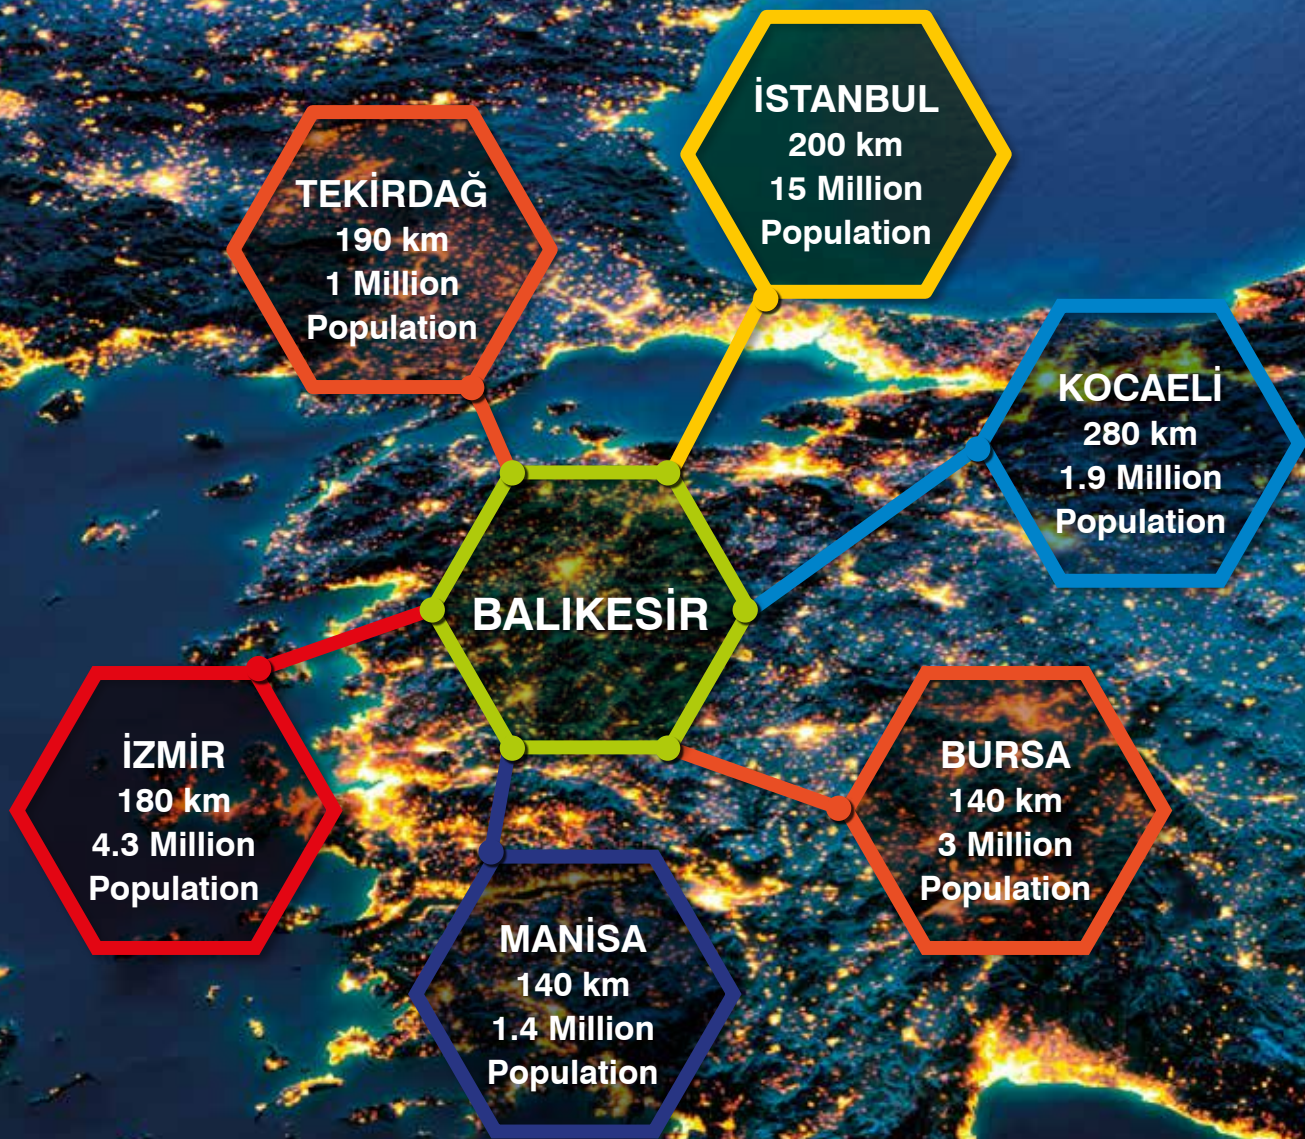 İSTANBUL
200 km
15 Million
Population
TEKİRDAĞ
190 km
1 Million
Population
KOCAELİ
280 km
1.9 Million
Population
BALIKESİR
İZMİR
180 km
4.3 Million
Population
BURSA
140 km
3 Million
Population
MANİSA
140 km
1.4 Million
Population